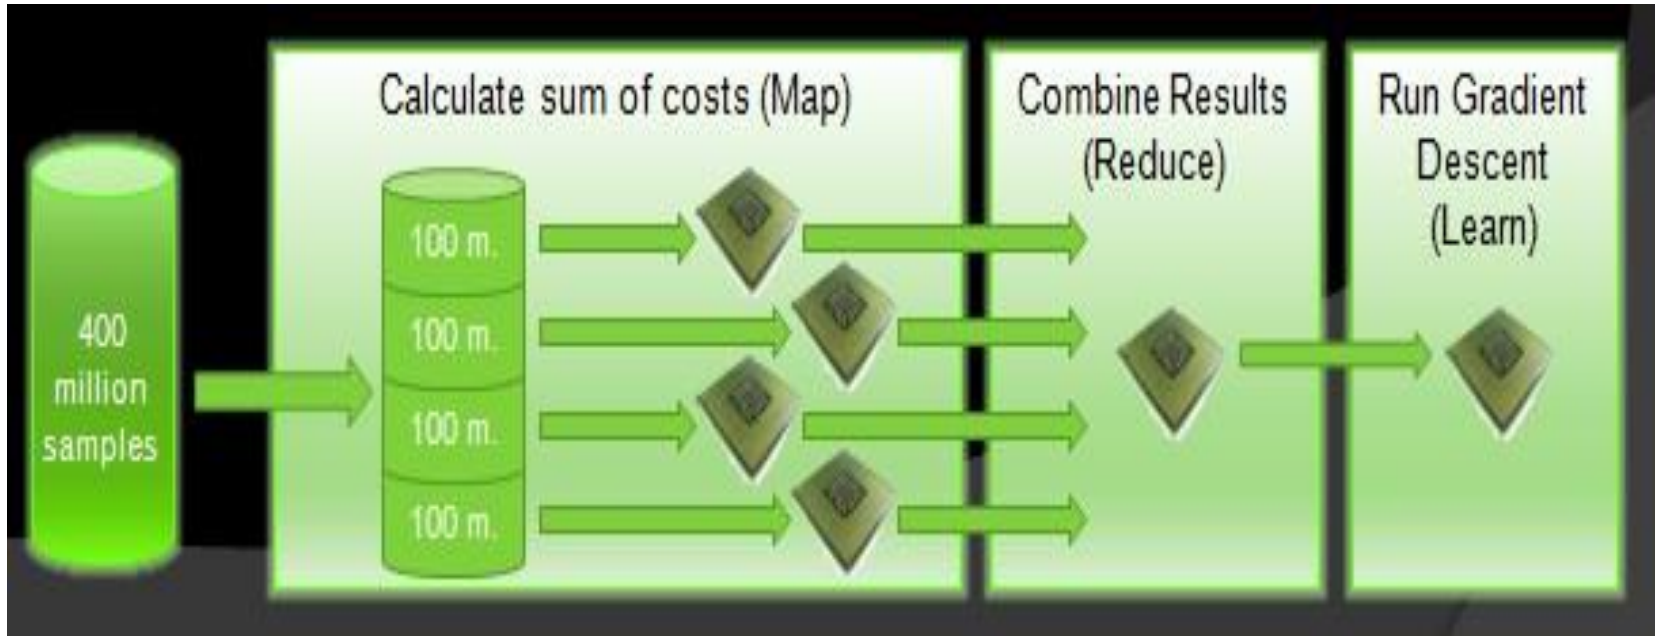 400
million
samples
Calculate sum of costs (Map)
100 m.
100 m.
100 m.
100 m.
Combine Results
(Reduce)
Run Gradient
Descent
(Learn)